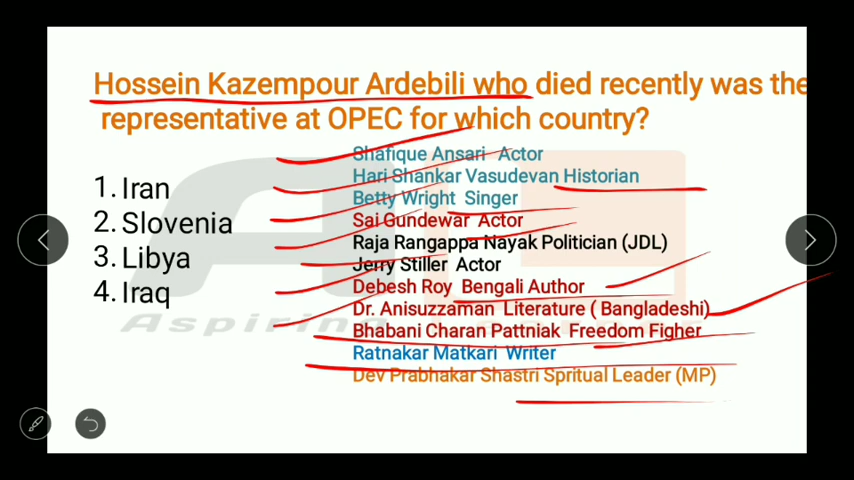 Hossein Kazempour Ardebili who died recently was the
representative at OPEC for which country?
1. Iran
2. Slovenia
3. Libya
4. Iraq
Shafique Ansari Actor
Hari Shankar Vasudevan Historian
Betty Wright Singer
Sai Gundewar Actor
Raja Rangappa Nayak Politician (JDL)
Jerry Stiller Actor
Debesh Roy Bengali Author
Dr. Anisuzzaman Literature ( Bangladeshi)
Bhabani Charan Pattniak Freedom Figher
Ratnakar Matkari Writer
Dev Prabhakar Shastri Spritual Leader (MP)
Aspiring